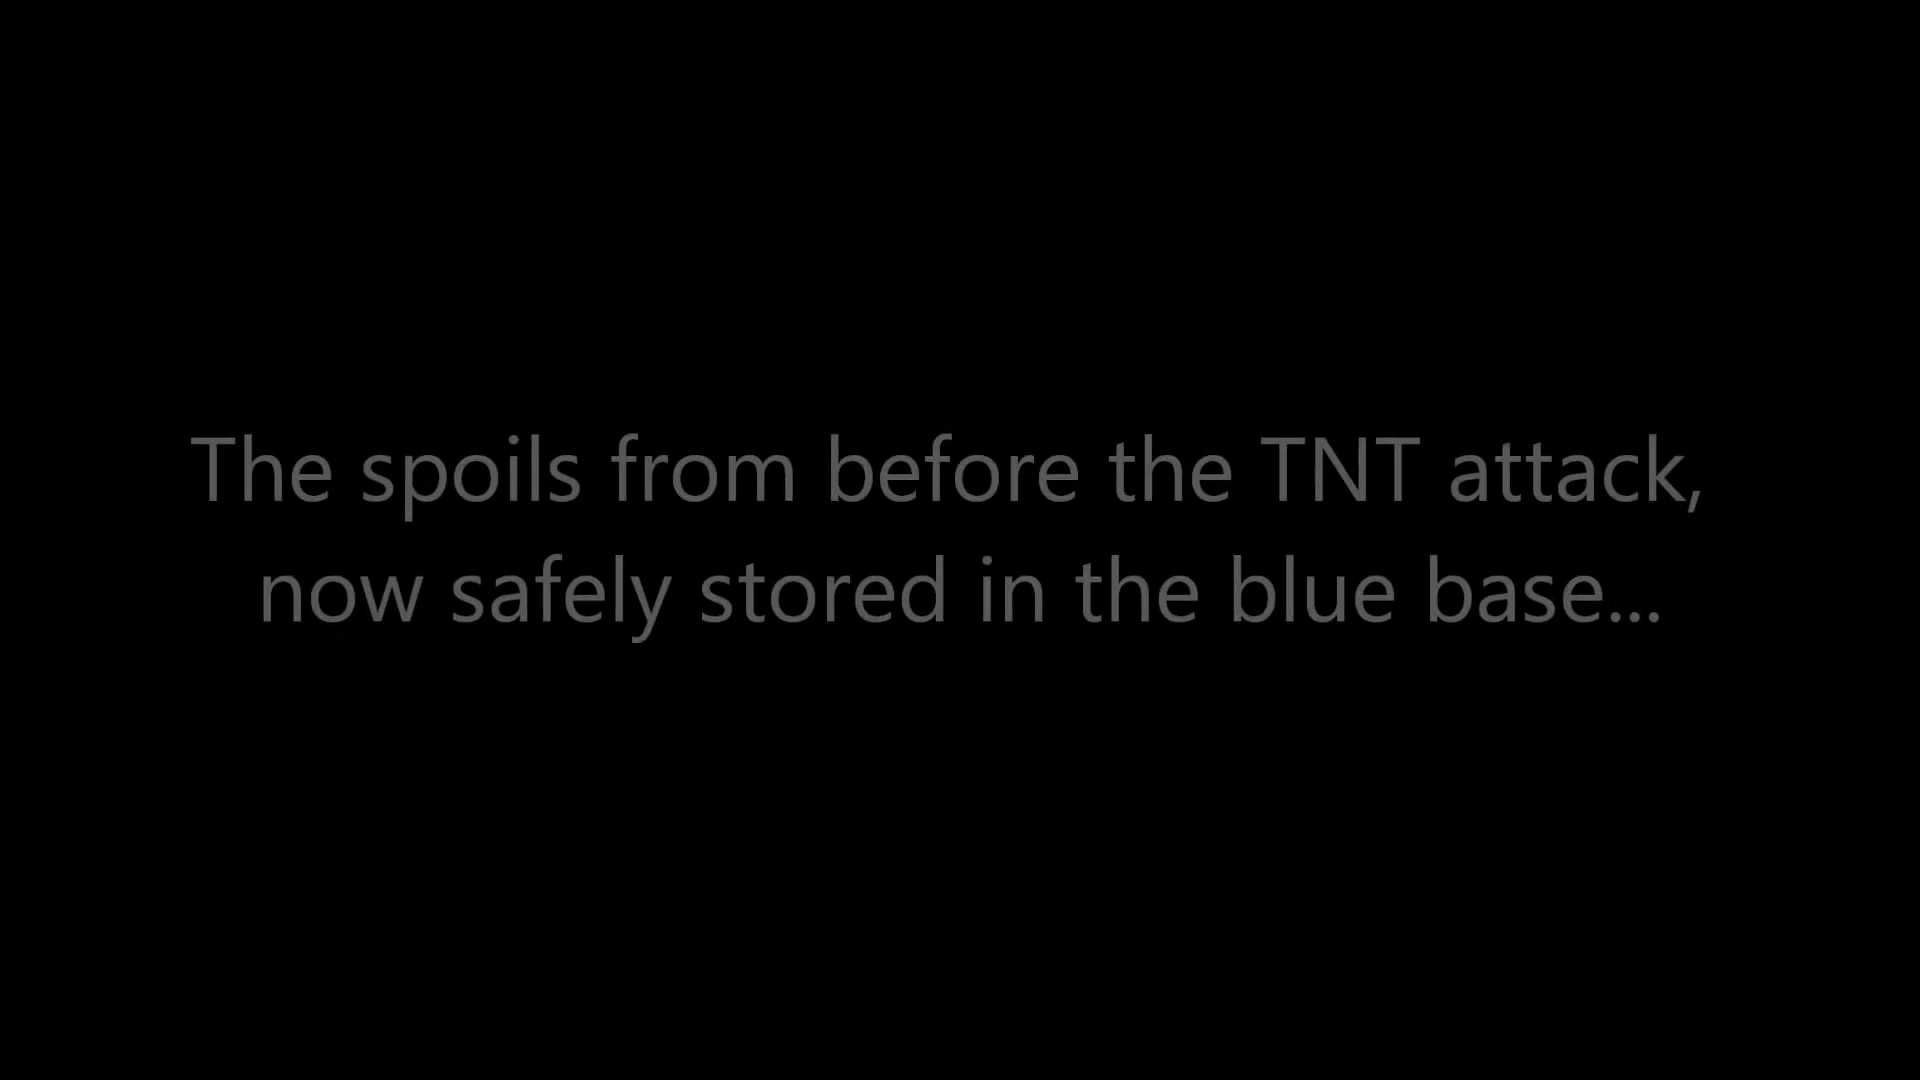 The spoils from before the TNT attack,
now safely stored in the blue base...